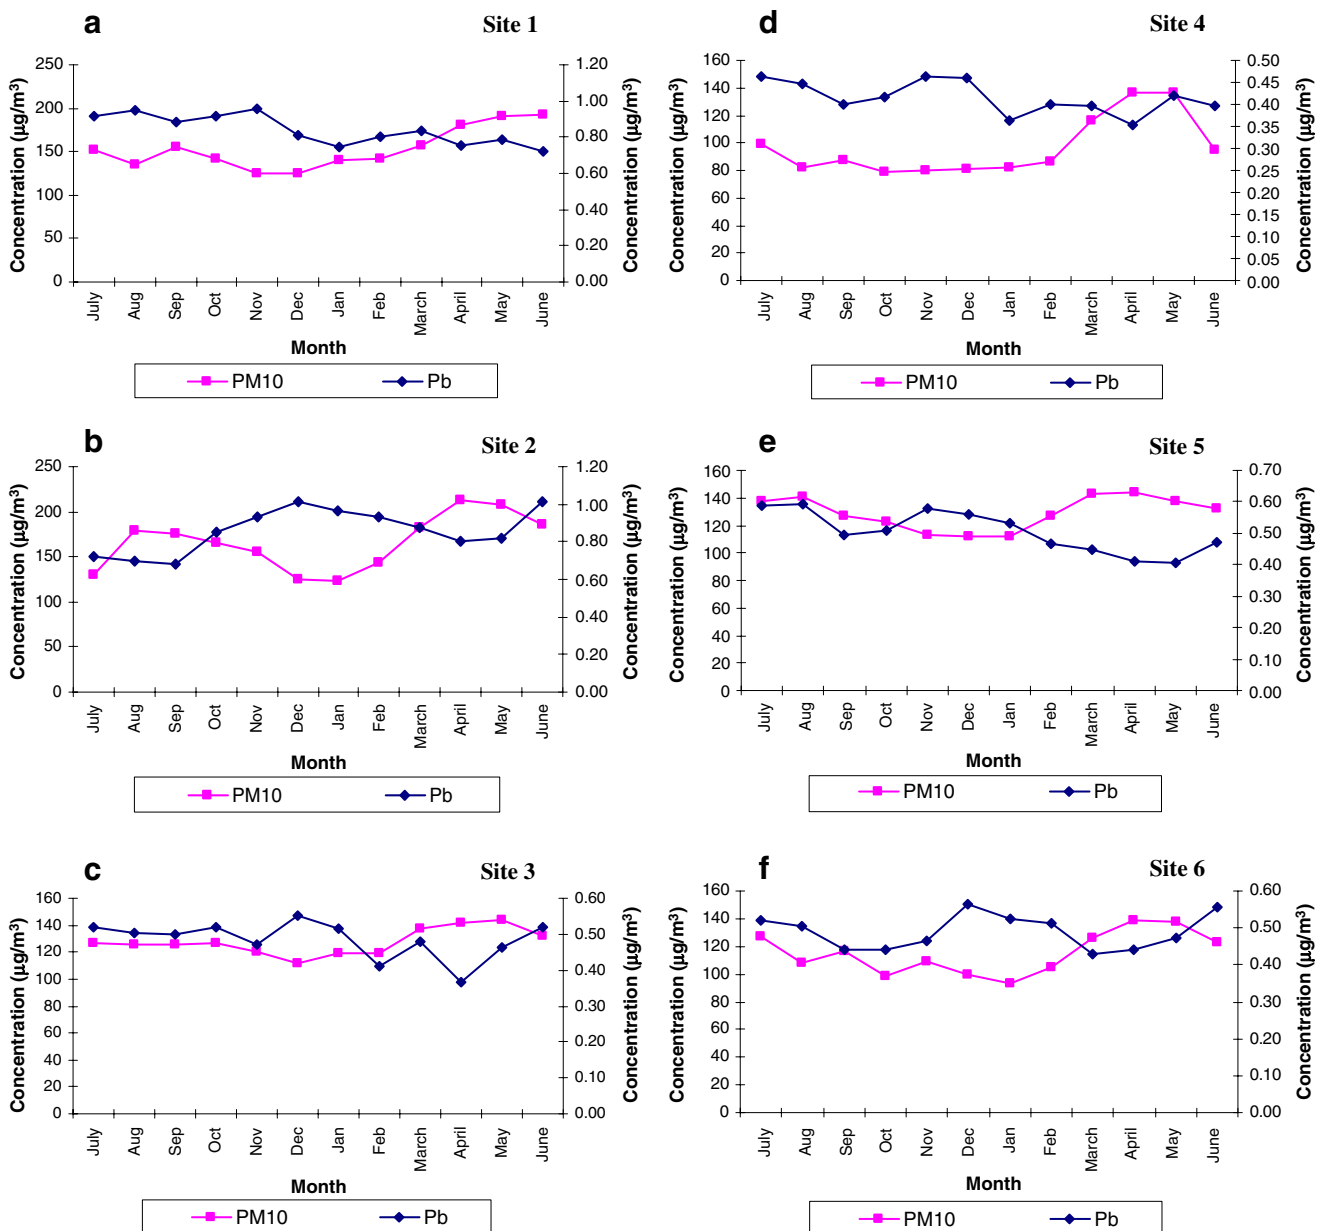 a Site 1
Concentration (µg/m³)
250
200
150
100
50
0
1.20
1.00
0.80
0.60
0.40
0.20
0.00
Concentration (µg/m³)
July Aug Sep Oct Nov Dec Jan Feb March April May June
Month
PM10 Pb
b Site 2
Concentration (µg/m³)
250
200
150
100
50
0
1.20
1.00
0.80
0.60
0.40
0.20
0.00
Concentration (µg/m³)
July Aug Sep Oct Nov Dec Jan Feb March April May June
Month
PM10 Pb
c Site 3
Concentration (µg/m³)
160
140
120
100
80
60
40
20
0
0.60
0.50
0.40
0.30
0.20
0.10
0.00
Concentration (µg/m³)
July Aug Sep Oct Nov Dec Jan Feb March April May June
Month
PM10 Pb
d Site 4
Concentration (µg/m³)
160
140
120
100
80
60
40
20
0
0.50
0.45
0.40
0.35
0.30
0.25
0.20
0.15
0.10
0.05
0.00
Concentration (µg/m³)
July Aug Sep Oct Nov Dec Jan Feb March April May June
Month
PM10 Pb
e Site 5
Concentration (µg/m³)
160
140
120
100
80
60
40
20
0
0.70
0.60
0.50
0.40
0.30
0.20
0.10
0.00
Concentration (µg/m³)
July Aug Sep Oct Nov Dec Jan Feb March April May June
Month
PM10 Pb
f Site 6
Concentration (µg/m³)
160
140
120
100
80
60
40
20
0
0.60
0.50
0.40
0.30
0.20
0.10
0.00
Concentration (µg/m³)
July Aug Sep Oct Nov Dec Jan Feb March April May June
Month
PM10 Pb